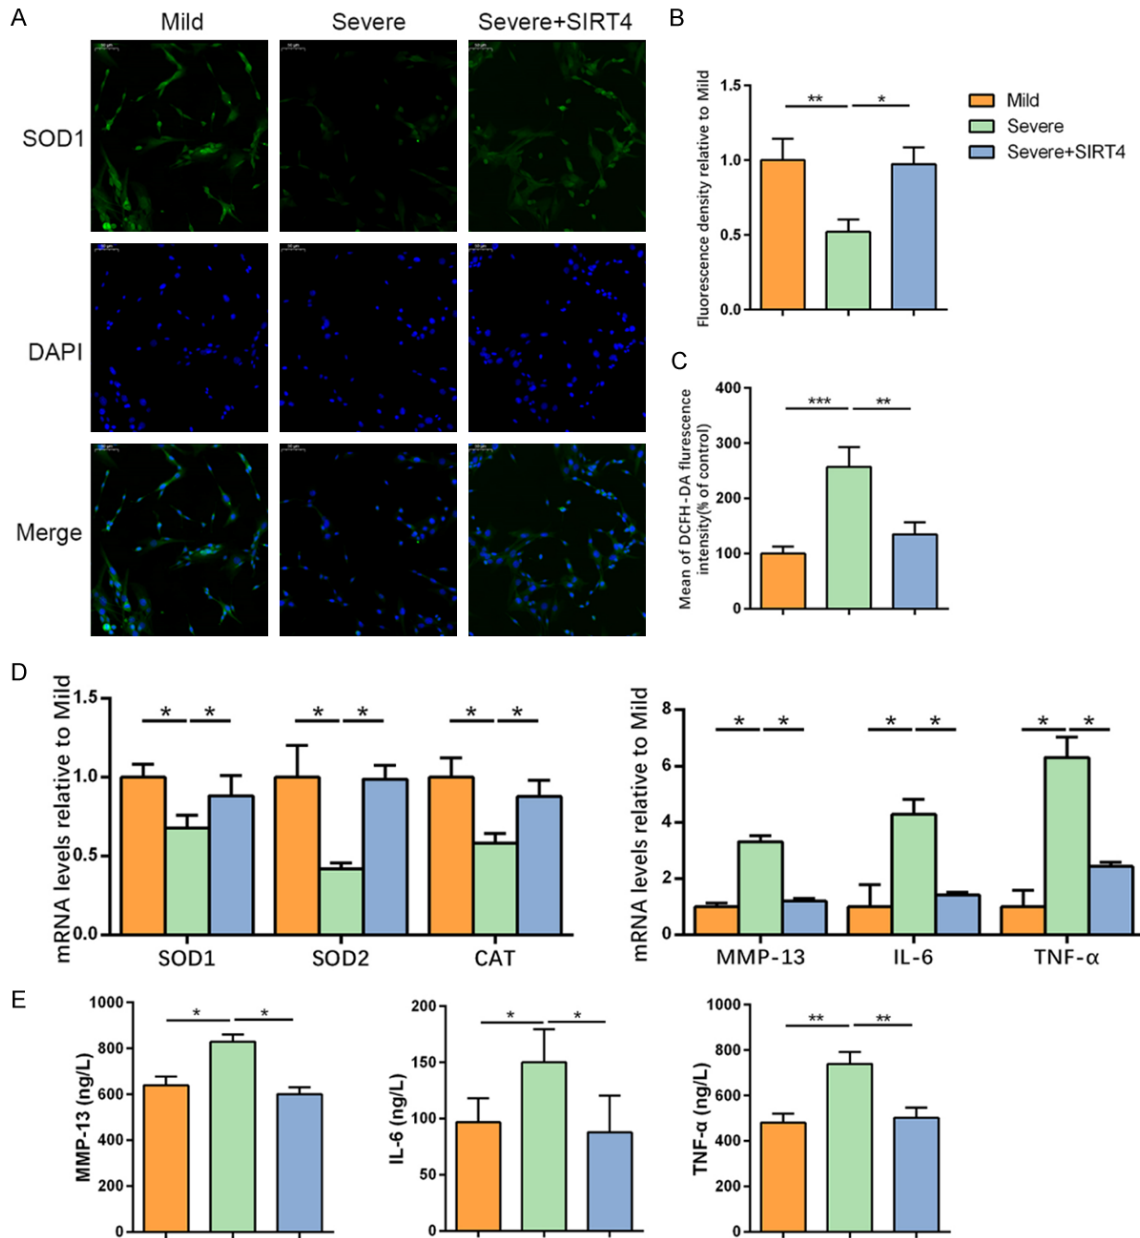 A
Mild
Severe
Severe+SIRT4
SOD1
DAPI
Merge
B
Fluorescence density relative to Mild
1.5
1.0
0.5
0.0
**
*
Mild
Severe
Severe+SIRT4
C
Mean of DCFH-DA flurescence
intensity(% of control)
400
300
200
100
0
***
**
D
mRNA levels relative to Mild
1.5
1.0
0.5
0.0
* * * * * *
SOD1 SOD2 CAT
mRNA levels relative to Mild
8
6
4
2
0
* * * * * *
MMP-13 IL-6 TNF-α
E
MMP-13 (ng/L)
1000
800
600
400
200
0
* *
IL-6 (ng/L)
200
150
100
50
0
* *
TNF-α (ng/L)
1000
800
600
400
200
0
** **